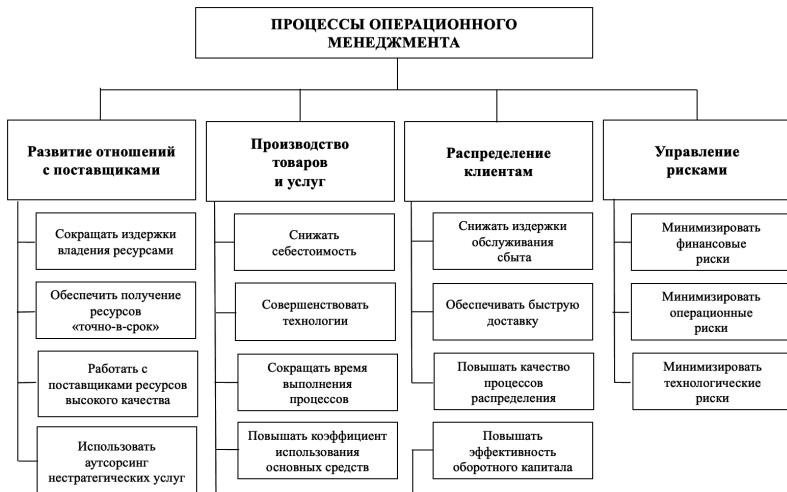 ПРОЦЕССЫ ОПЕРАЦИОННОГО
МЕНЕДЖМЕНТА
Развитие отношений
с поставщиками
Сокращать издержки
владения ресурсами
Обеспечить получение
ресурсов
«точно-в-срок»
Работать с
поставщиками ресурсов
высокого качества
Использовать
аутсорсинг
нестратегических услуг
Производство
товаров
и услуг
Снижать
себестоимость
Совершенствовать
технологии
Сокращать время
выполнения
процессов
Повышать коэффициент
использования
основных средств
Распределение
клиентам
Снижать издержки
обслуживания
сбыта
Обеспечивать быструю
доставку
Повышать качество
процессов
распределения
Повышать
эффективность
оборотного капитала
Управление
рисками
Минимизировать
финансовые
риски
Минимизировать
операционные
риски
Минимизировать
технологические
риски